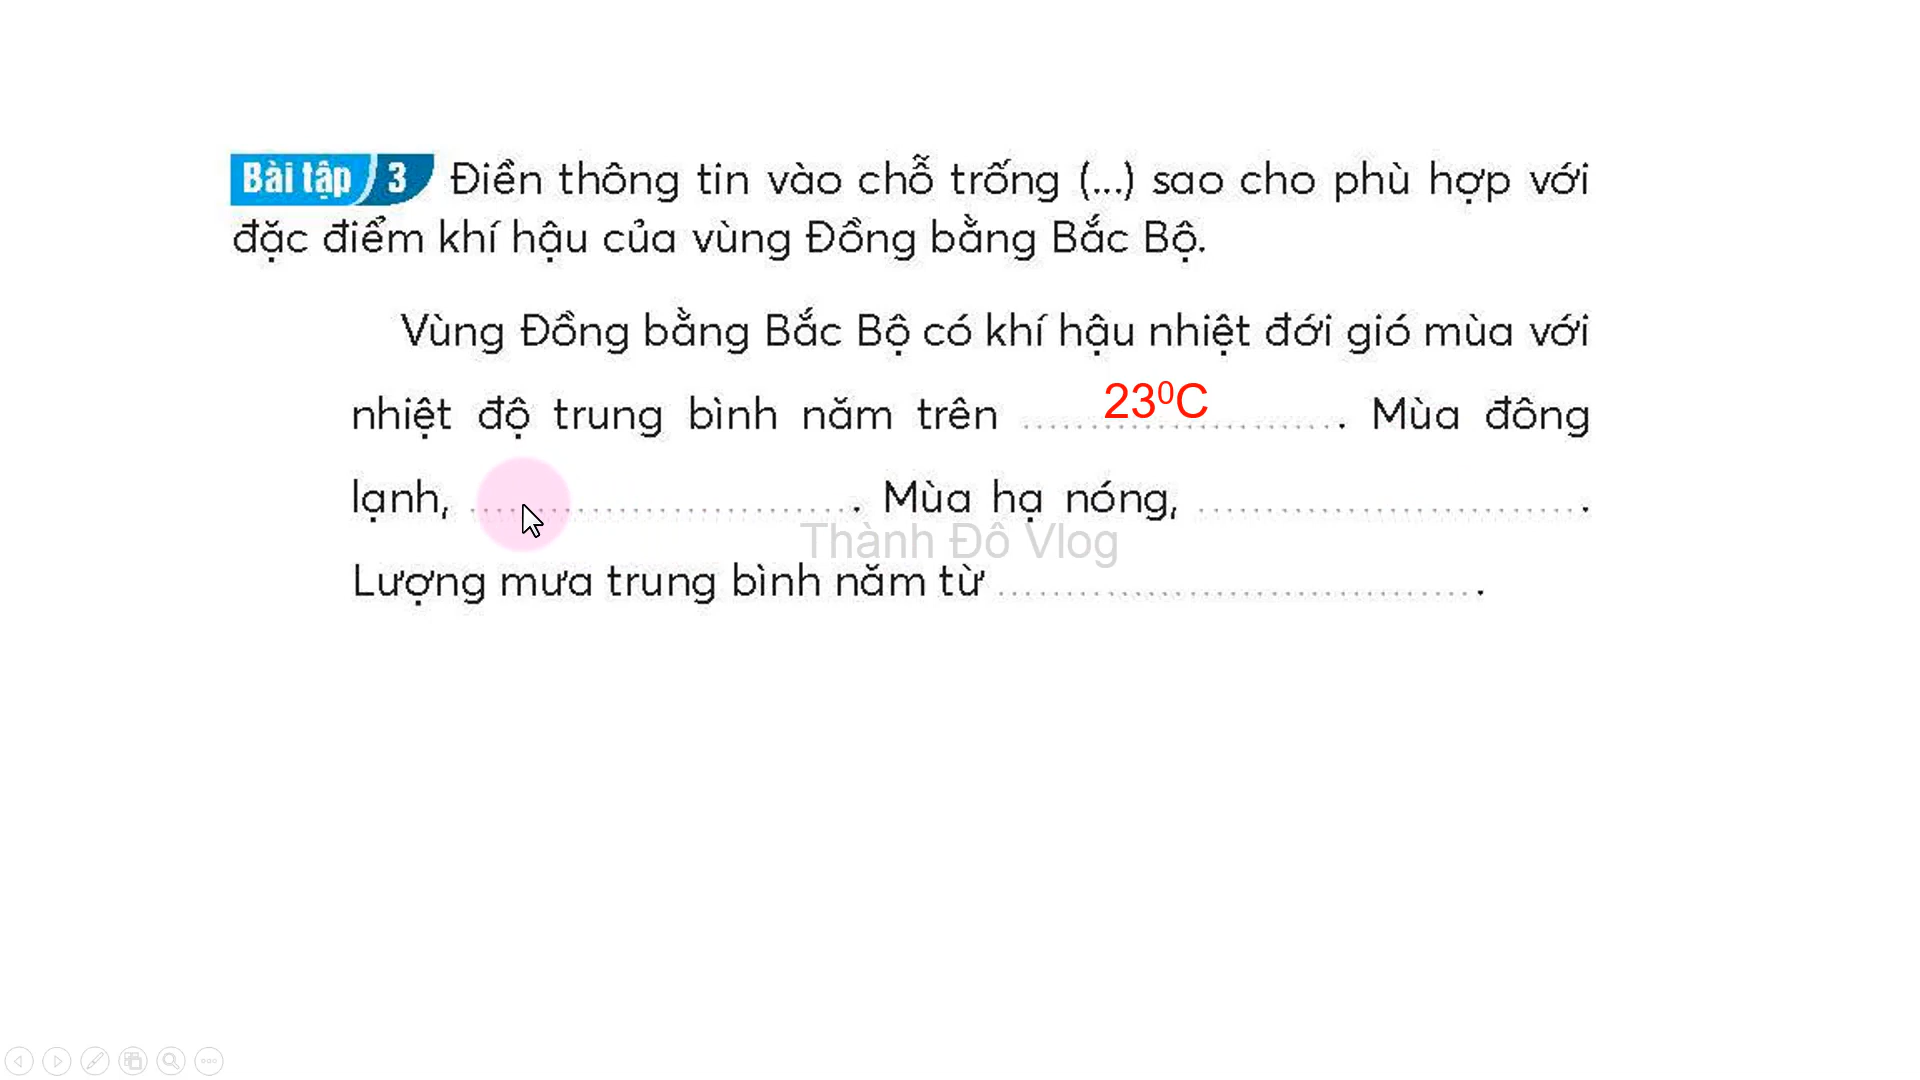 Bài tập 3 Điền thông tin vào chỗ trống (...) sao cho phù hợp với
đặc điểm khí hậu của vùng Đồng bằng Bắc Bộ.
Vùng Đồng bằng Bắc Bộ có khí hậu nhiệt đới gió mùa với
nhiệt độ trung bình năm trên 23⁰C. Mùa đông
lạnh, .............................. Mùa hạ nóng, ..............................
Thành Đô Vlog
Lượng mưa trung bình năm từ ....................................